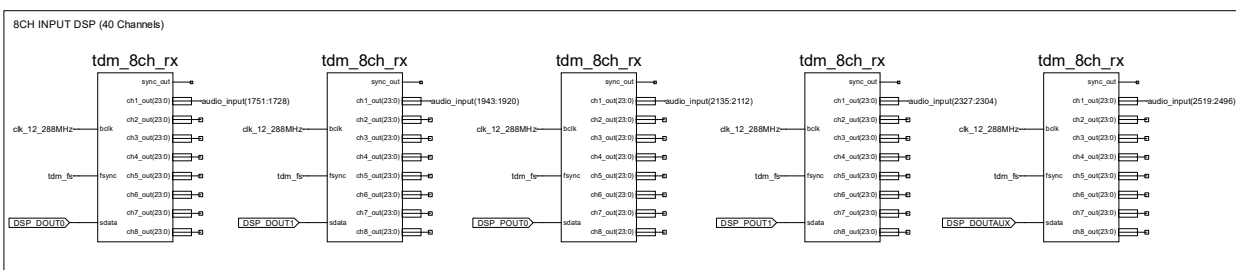 8CH INPUT DSP (40 Channels)
tdm_8ch_rx
sync_out
ch1_out(23:0)
audio_input(1751:1728)
ch2_out(23:0)
clk_12_288MHz
bclk
ch3_out(23:0)
ch4_out(23:0)
tdm_fs
fsync
ch5_out(23:0)
ch6_out(23:0)
ch7_out(23:0)
DSP_DOUT0
sdata
ch8_out(23:0)
tdm_8ch_rx
sync_out
ch1_out(23:0)
audio_input(1943:1920)
ch2_out(23:0)
clk_12_288MHz
bclk
ch3_out(23:0)
ch4_out(23:0)
tdm_fs
fsync
ch5_out(23:0)
ch6_out(23:0)
ch7_out(23:0)
DSP_DOUT1
sdata
ch8_out(23:0)
tdm_8ch_rx
sync_out
ch1_out(23:0)
audio_input(2135:2112)
ch2_out(23:0)
clk_12_288MHz
bclk
ch3_out(23:0)
ch4_out(23:0)
tdm_fs
fsync
ch5_out(23:0)
ch6_out(23:0)
ch7_out(23:0)
DSP_POUT0
sdata
ch8_out(23:0)
tdm_8ch_rx
sync_out
ch1_out(23:0)
audio_input(2327:2304)
ch2_out(23:0)
clk_12_288MHz
bclk
ch3_out(23:0)
ch4_out(23:0)
tdm_fs
fsync
ch5_out(23:0)
ch6_out(23:0)
ch7_out(23:0)
DSP_POUT1
sdata
ch8_out(23:0)
tdm_8ch_rx
sync_out
ch1_out(23:0)
audio_input(2519:2496)
ch2_out(23:0)
clk_12_288MHz
bclk
ch3_out(23:0)
ch4_out(23:0)
tdm_fs
fsync
ch5_out(23:0)
ch6_out(23:0)
ch7_out(23:0)
DSP_DOUTAUX
sdata
ch8_out(23:0)